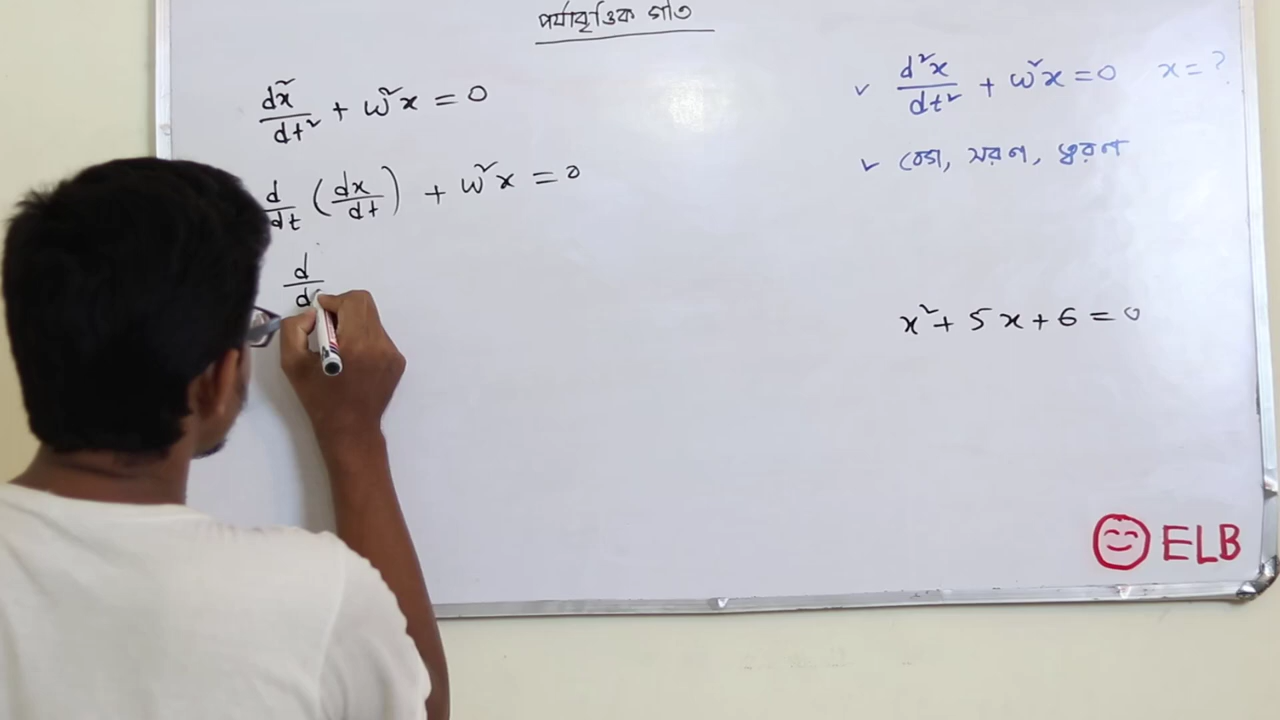 পর্যাবৃত্তিক গতি
d²x/dt² + ω²x = 0
d/dt (dx/dt) + ω²x = 0
d/d
✓ d²x/dt² + ω²x = 0 x = ?
✓ বেগ, সরণ, ত্বরণ
x² + 5x + 6 = 0
ELB